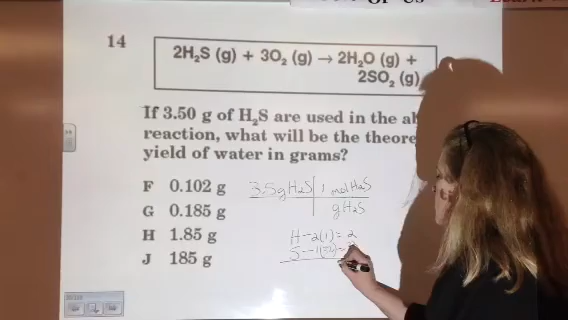 14
2H₂S (g) + 3O₂ (g) → 2H₂O (g) +
2SO₂ (g)
If 3.50 g of H₂S are used in the
reaction, what will be the
yield of water in grams?
F 0.102 g
G 0.185 g
H 1.85 g
J 185 g
3.5g H₂S | 1 mol H₂S
g H₂S
H-2(1)= 2
S-